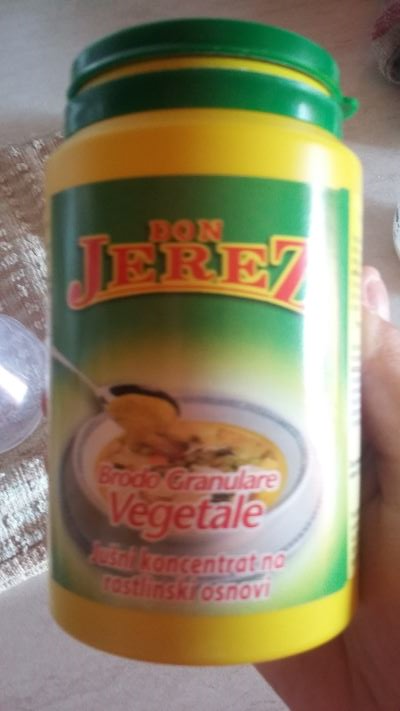 DON
JEREZ
Brodo Granulare
Vegetale
Jušni koncentrat na
rastlinski osnovi